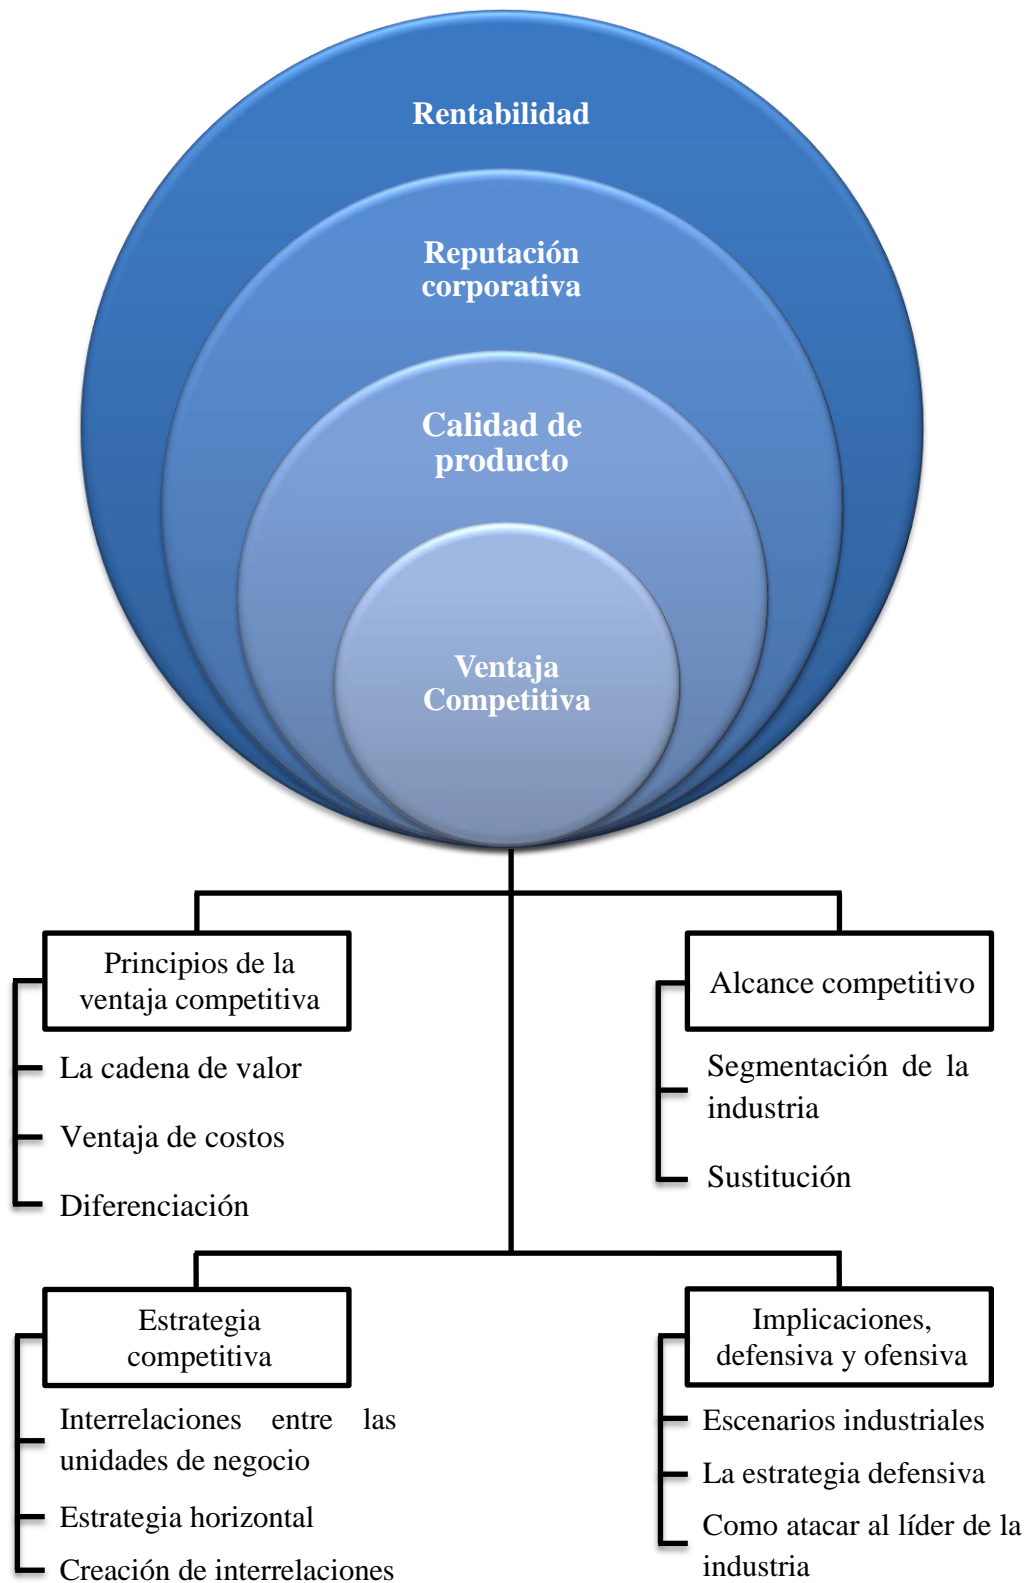 Rentabilidad
Reputación
corporativa
Calidad de
producto
Ventaja
Competitiva
Principios de la
ventaja competitiva
La cadena de valor
Ventaja de costos
Diferenciación
Alcance competitivo
Segmentación de la
industria
Sustitución
Estrategia
competitiva
Interrelaciones entre las
unidades de negocio
Estrategia horizontal
Creación de interrelaciones
Implicaciones,
defensiva y ofensiva
Escenarios industriales
La estrategia defensiva
Como atacar al líder de la
industria